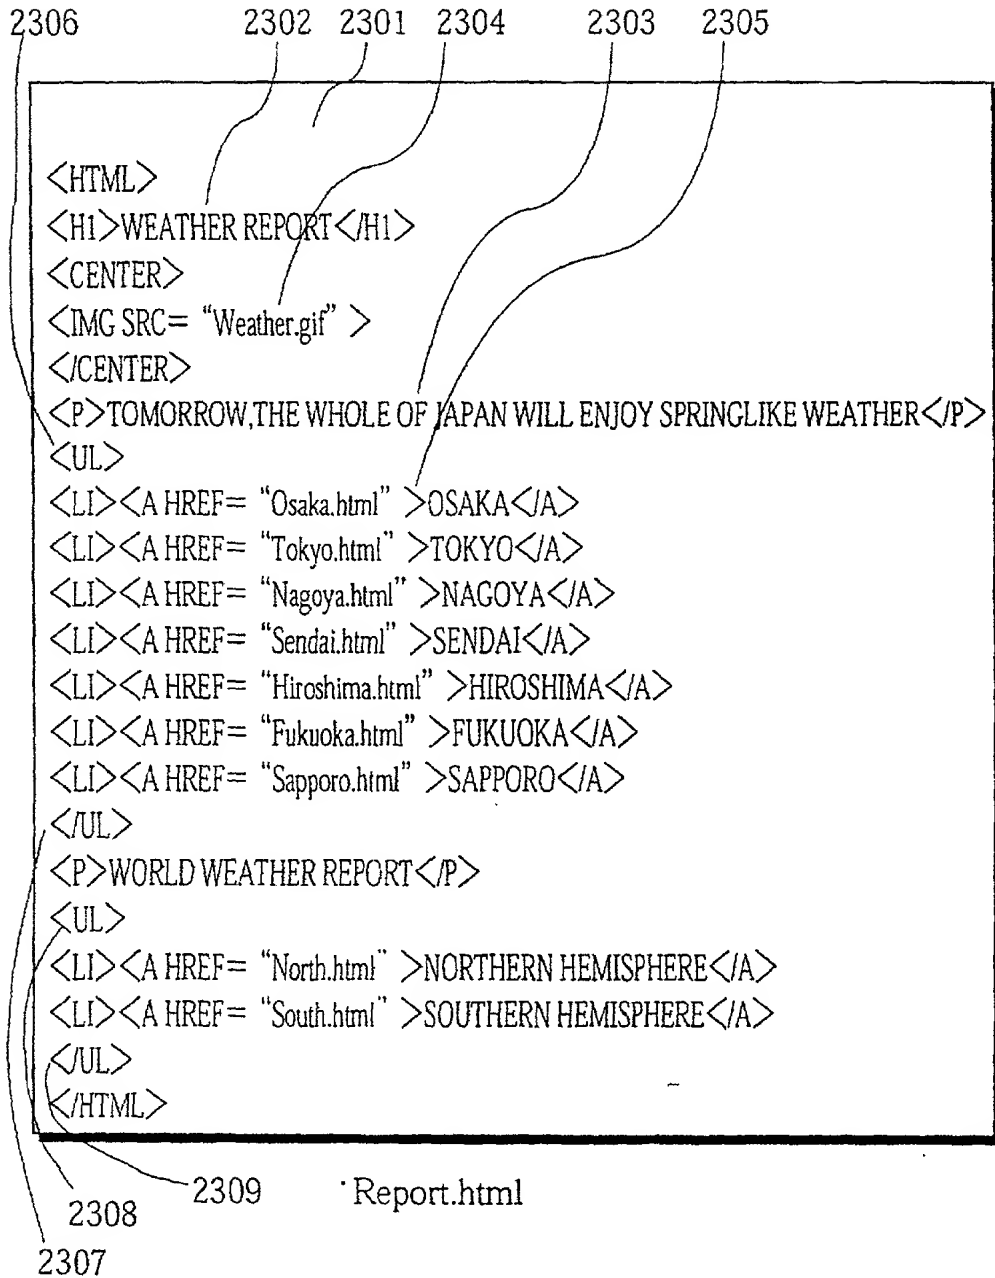 2306 2302 2301 2304 2303 2305
<HTML>
<H1>WEATHER REPORT</H1>
<CENTER>
<IMG SRC= “Weather.gif” >
</CENTER>
<P>TOMORROW,THE WHOLE OF JAPAN WILL ENJOY SPRINGLIKE WEATHER</P>
<UL>
<LI><A HREF= “Osaka.html” >OSAKA</A>
<LI><A HREF= “Tokyo.html” >TOKYO</A>
<LI><A HREF= “Nagoya.html” >NAGOYA</A>
<LI><A HREF= “Sendai.html” >SENDAI</A>
<LI><A HREF= “Hiroshima.html” >HIROSHIMA</A>
<LI><A HREF= “Fukuoka.html” >FUKUOKA</A>
<LI><A HREF= “Sapporo.html” >SAPPORO</A>
</UL>
<P>WORLD WEATHER REPORT</P>
<UL>
<LI><A HREF= “North.html” >NORTHERN HEMISPHERE</A>
<LI><A HREF= “South.html” >SOUTHERN HEMISPHERE</A>
</UL>
</HTML>
2309 Report.html
2308
2307